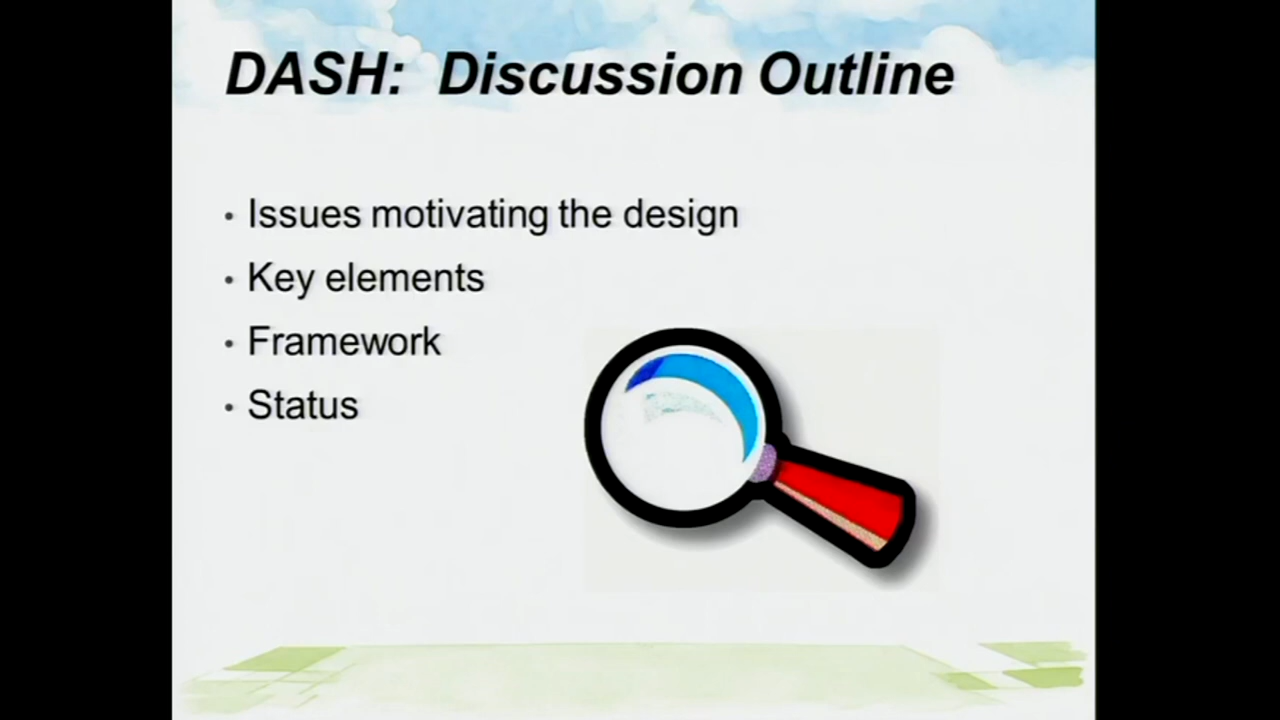 DASH: Discussion Outline
• Issues motivating the design
• Key elements
• Framework
• Status